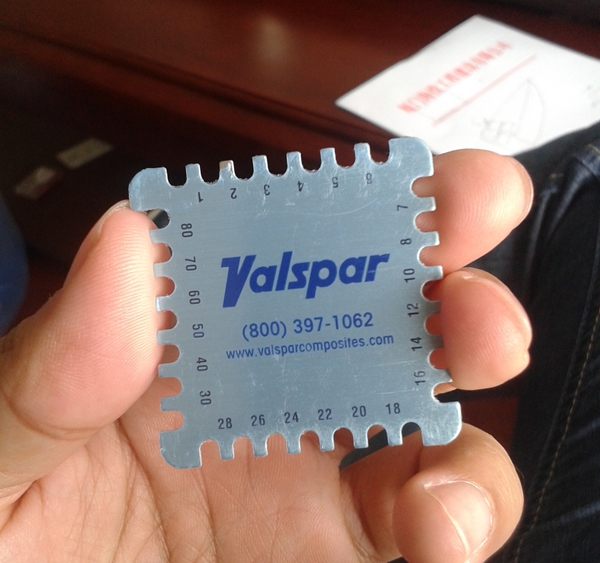 1 2 3 4 5 6
7 8 10 12 14 16
18 20 22 24 26 28
30 40 50 60 70 80
Valspar
(800) 397-1062
www.valsparcomposites.com